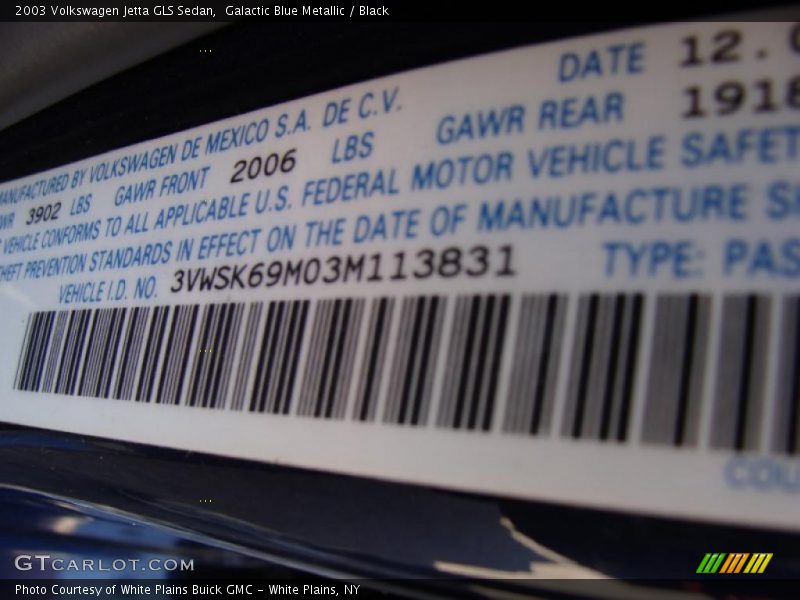 2003 Volkswagen Jetta GLS Sedan, Galactic Blue Metallic / Black
DATE 12.
MANUFACTURED BY VOLKSWAGEN DE MEXICO S.A. DE C.V.
3902 LBS GAWR FRONT 2006 LBS GAWR REAR 1918
VEHICLE CONFORMS TO ALL APPLICABLE U.S. FEDERAL MOTOR VEHICLE SAFET
THEFT PREVENTION STANDARDS IN EFFECT ON THE DATE OF MANUFACTURE S
VEHICLE I.D. NO. 3VWSK69M03M113831 TYPE: PAS
COU
GTCARLOT.COM
Photo Courtesy of White Plains Buick GMC - White Plains, NY